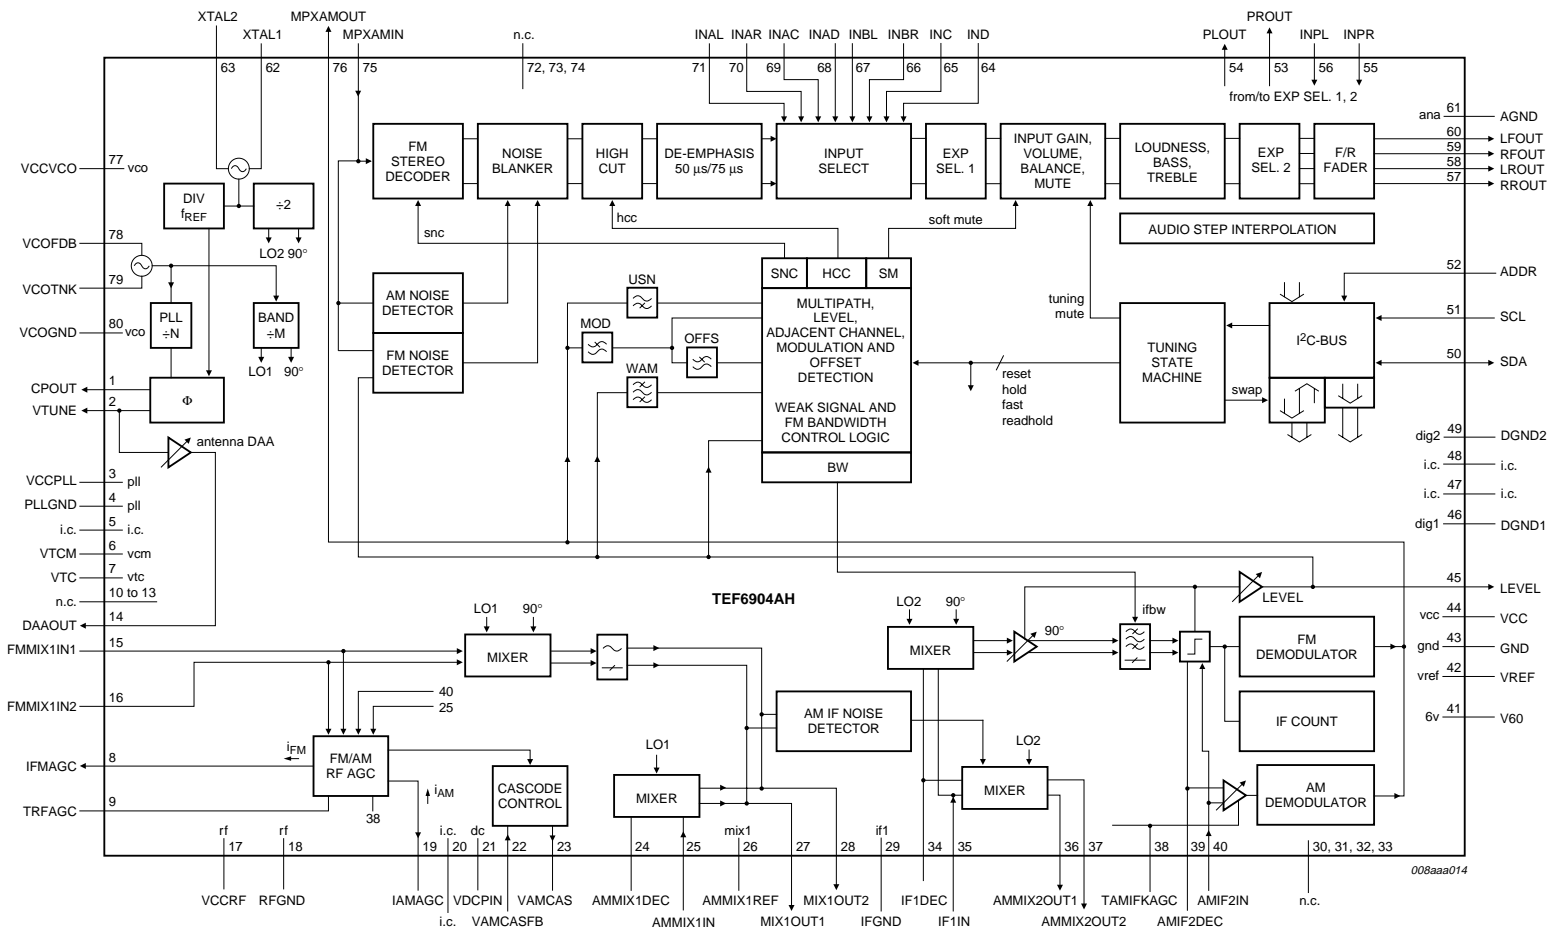 XTAL2
MPXAMOUT
PROUT
XTAL1
MPXAMIN
n.c.
INAL INAR INAC INAD INBL INBR INC IND
PLOUT
INPL INPR
63 62 76 75
72, 73, 74
71 70 69 68 67 66 65 64
54 53 56 55
from/to EXP SEL. 1, 2
ana 61 AGND
60 LFOUT
59 RFOUT
58 LROUT
57 RROUT
VCCVCO 77 vco
FM
STEREO
DECODER
NOISE
BLANKER
HIGH
CUT
DE-EMPHASIS
50 µs/75 µs
INPUT
SELECT
EXP
SEL. 1
INPUT GAIN,
VOLUME,
BALANCE,
MUTE
LOUDNESS,
BASS,
TREBLE
EXP
SEL. 2
F/R
FADER
DIV
fREF
÷2
LO2 90°
snc
hcc
soft mute
AUDIO STEP INTERPOLATION
VCOFDB 78
VCOTNK 79
VCOGND 80 vco
PLL
÷N
BAND
÷M
LO1 90°
AM NOISE
DETECTOR
FM NOISE
DETECTOR
USN
MOD
OFFS
WAM
SNC HCC SM
MULTIPATH,
LEVEL,
ADJACENT CHANNEL,
MODULATION AND
OFFSET
DETECTION
WEAK SIGNAL AND
FM BANDWIDTH
CONTROL LOGIC
BW
tuning
mute
TUNING
STATE
MACHINE
reset
hold
fast
readhold
I2C-BUS
swap
52 ADDR
51 SCL
50 SDA
CPOUT 1
VTUNE 2
Φ
antenna DAA
dig2 49 DGND2
i.c. 48 i.c.
i.c. 47 i.c.
dig1 46 DGND1
VCCPLL 3 pll
PLLGND 4 pll
i.c. 5 i.c.
VTCM 6 vcm
VTC 7 vtc
n.c. 10 to 13
DAAOUT 14
FMMIX1IN1 15
FMMIX1IN2 16
IFMAGC 8
TRFAGC 9
TEF6904AH
LO1 90°
MIXER
LO2 90°
MIXER
90°
ifbw
LEVEL
45 LEVEL
vcc 44 VCC
gnd 43 GND
vref 42 VREF
6v 41 V60
FM
DEMODULATOR
IF COUNT
AM
DEMODULATOR
40
25
iFM
FM/AM
RF AGC
iAM
38
CASCODE
CONTROL
LO1
MIXER
AM IF NOISE
DETECTOR
LO2
MIXER
rf rf i.c. dc mix1 if1
17 18 19 20 21 22 23 24 25 26 27 28 29 34 35 36 37 38 39 40 30, 31, 32, 33
008aaa014
VCCRF RFGND IAMAGC VDCPIN VAMCAS AMMIX1DEC AMMIX1REF MIX1OUT2 IF1DEC AMMIX2OUT1 TAMIFKAGC AMIF2IN n.c.
i.c. VAMCASFB AMMIX1IN MIX1OUT1 IFGND IF1IN AMMIX2OUT2 AMIF2DEC